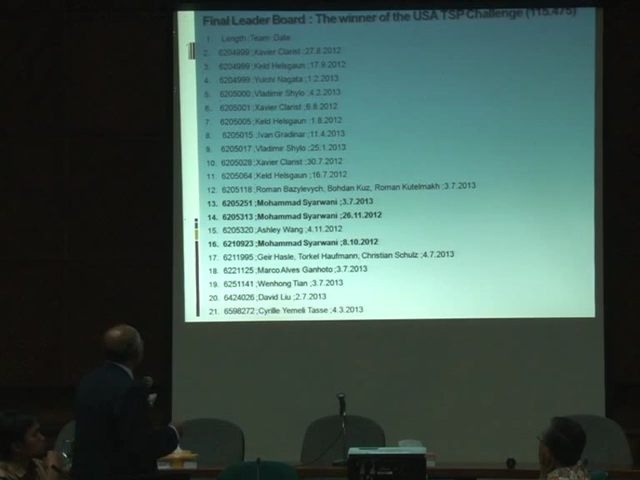 Final Leader Board : The winner of the USA TSP Challenge (115.475)
1. Length :Team :Date:
2. 6204999 ;Xavier Clarist ;27.8.2012
3. 6204999 ;Keld Helsgaun ;17.9.2012
4. 6204999 ;Yuichi Nagata ;1.2.2013
5. 6205000 ;Vladimir Shylo ;4.2.2013
6. 6205001 ;Xavier Clarist ;6.8.2012
7. 6205005 ;Keld Helsgaun ;1.8.2012
8. 6205015 ;Ivan Gradinar ;11.4.2013
9. 6205017 ;Vladimir Shylo ;25.1.2013
10. 6205028 ;Xavier Clarist ;30.7.2012
11. 6205064 ;Keld Helsgaun ;16.7.2012
12. 6205118 ;Roman Bazylevych, Bohdan Kuz, Roman Kutelmakh ;3.7.2013
13. 6205251 ;Mohammad Syarwani ;3.7.2013
14. 6205313 ;Mohammad Syarwani ;26.11.2012
15. 6205320 ;Ashley Wang ;4.11.2012
16. 6210923 ;Mohammad Syarwani ;8.10.2012
17. 6211995 ;Geir Hasle, Torkel Haufmann, Christian Schulz ;4.7.2013
18. 6221125 ;Marco Alves Ganhoto ;3.7.2013
19. 6251141 ;Wenhong Tian ;3.7.2013
20. 6424026 ;David Liu ;2.7.2013
21. 6598272 ;Cyrille Yemeli Tasse ;4.3.2013